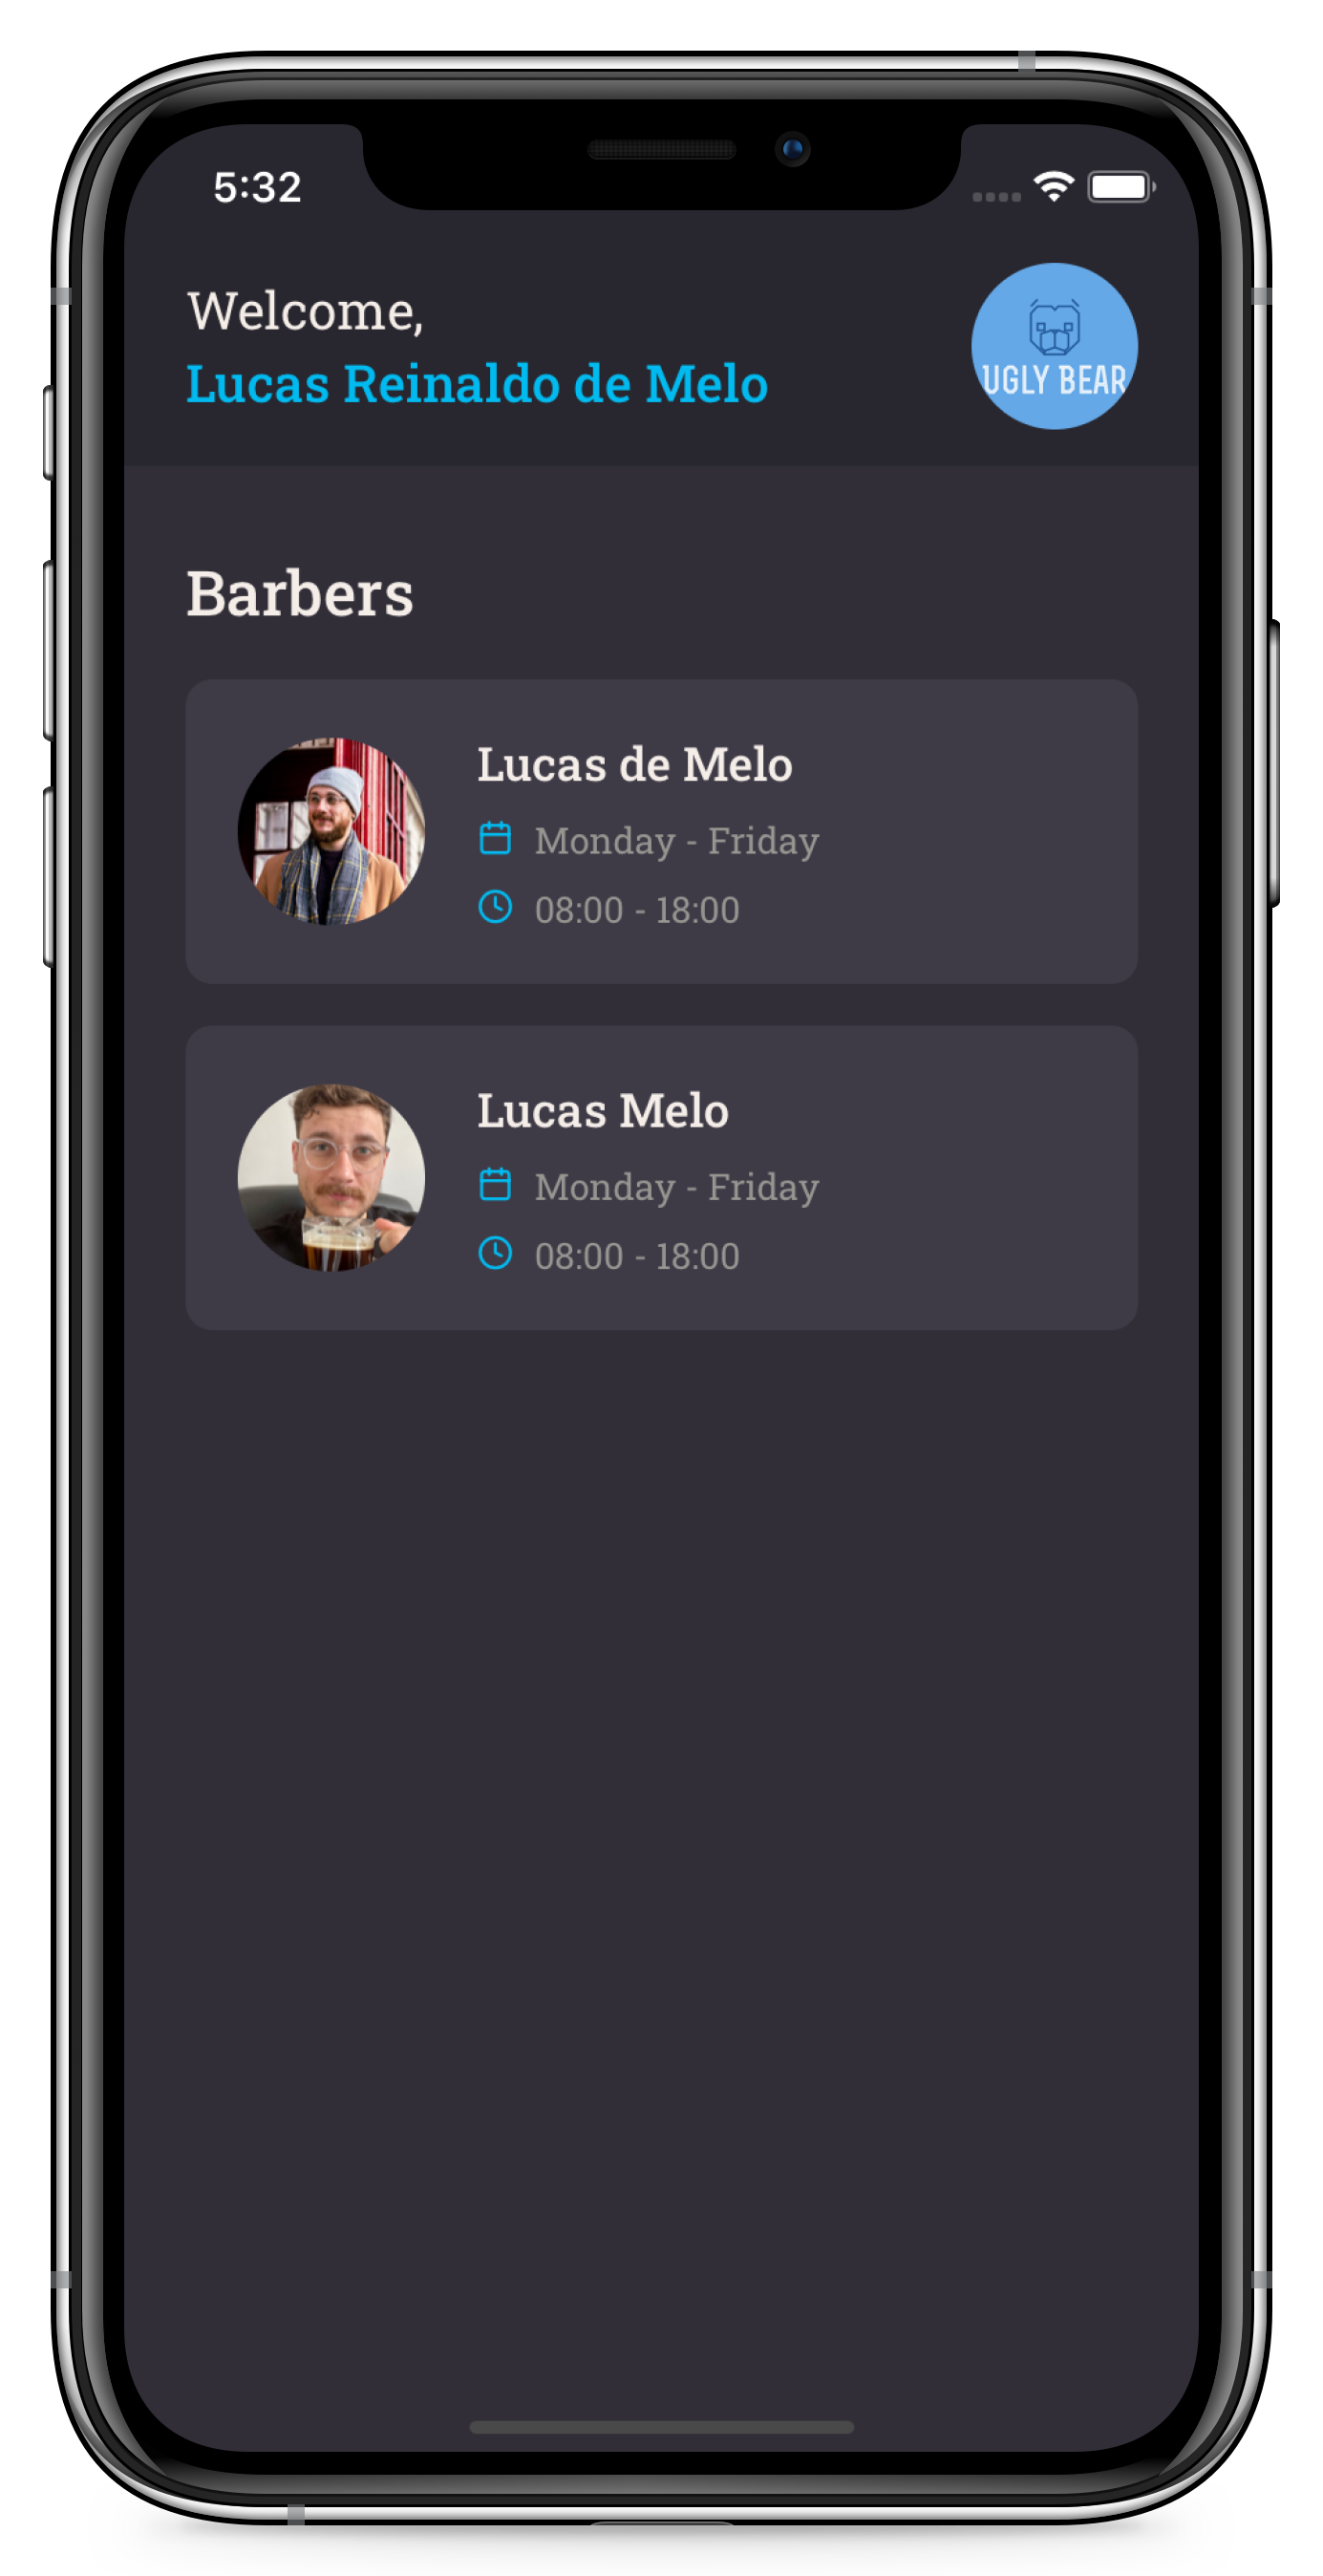 5:32
Welcome,
Lucas Reinaldo de Melo
UGLY BEAR
Barbers
Lucas de Melo
Monday - Friday
08:00 - 18:00
Lucas Melo
Monday - Friday
08:00 - 18:00